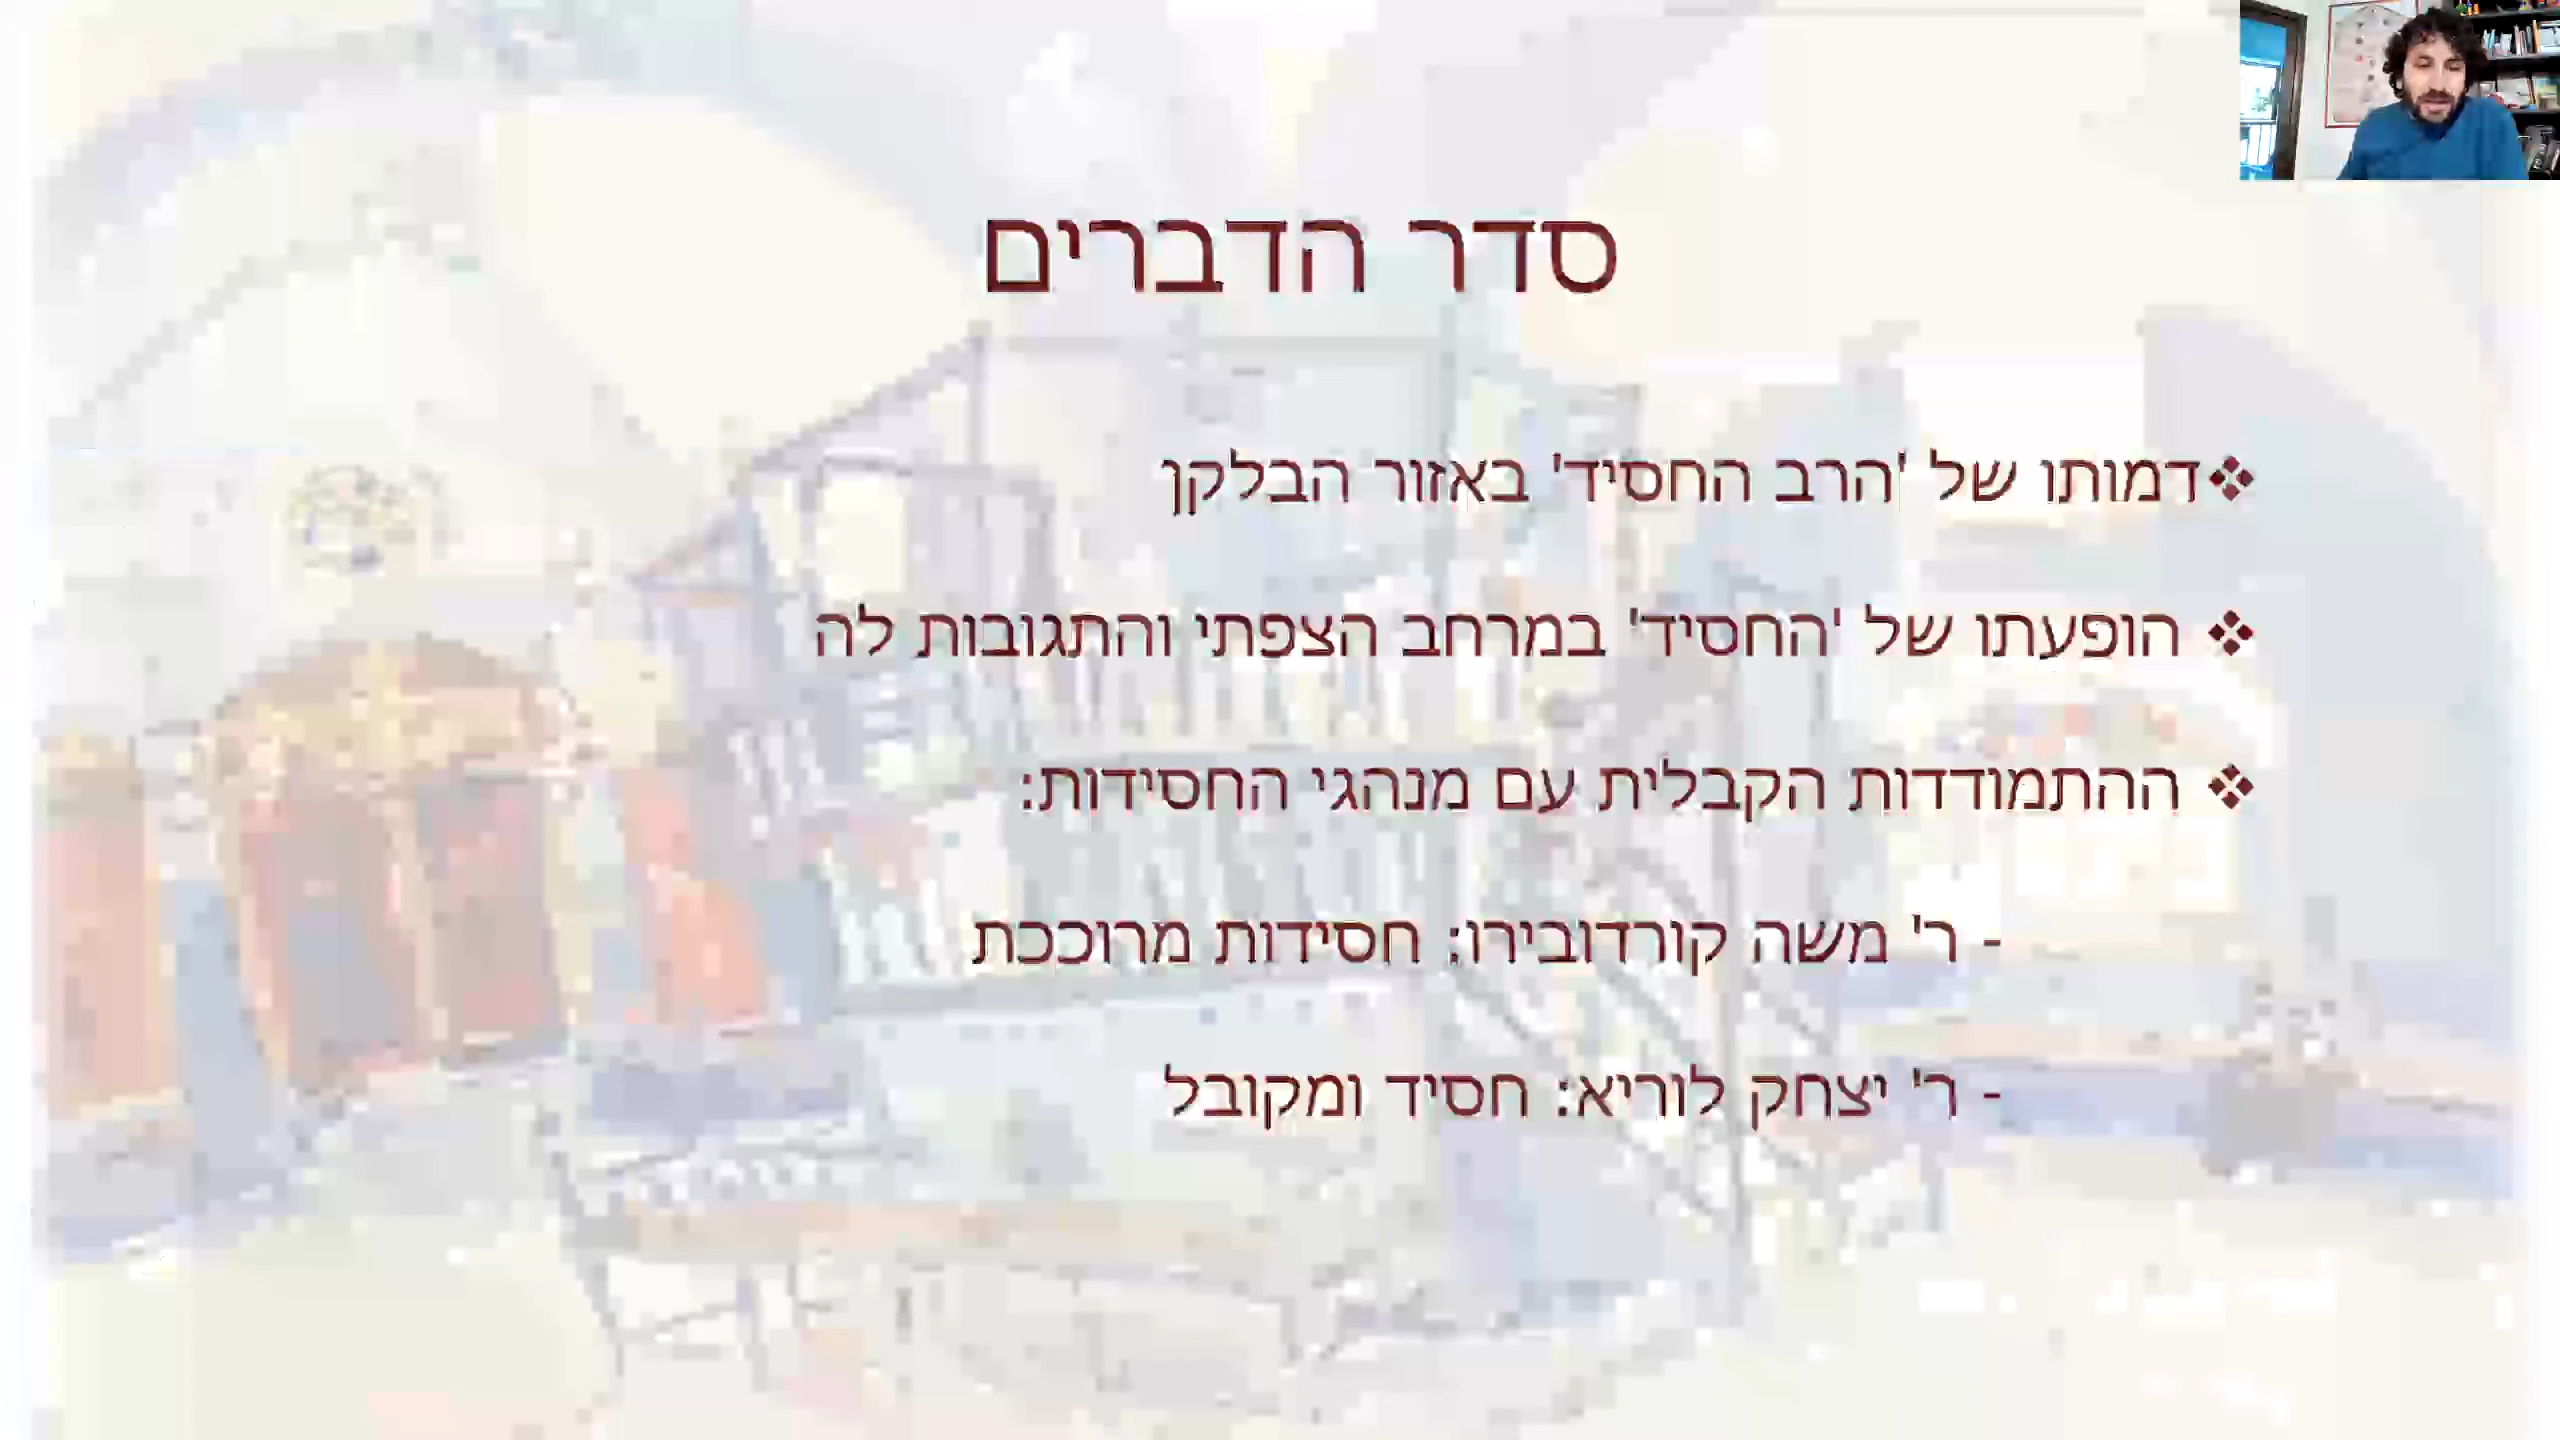 סדר הדברים
❖דמותו של 'הרב החסיד' באזור הבלקן
❖ הופעתו של 'החסיד' במרחב הצפתי והתגובות לה
❖ ההתמודדות הקבלית עם מנהגי החסידות:
- ר' משה קורדובירו: חסידות מרוככת
- ר' יצחק לוריא: חסיד ומקובל